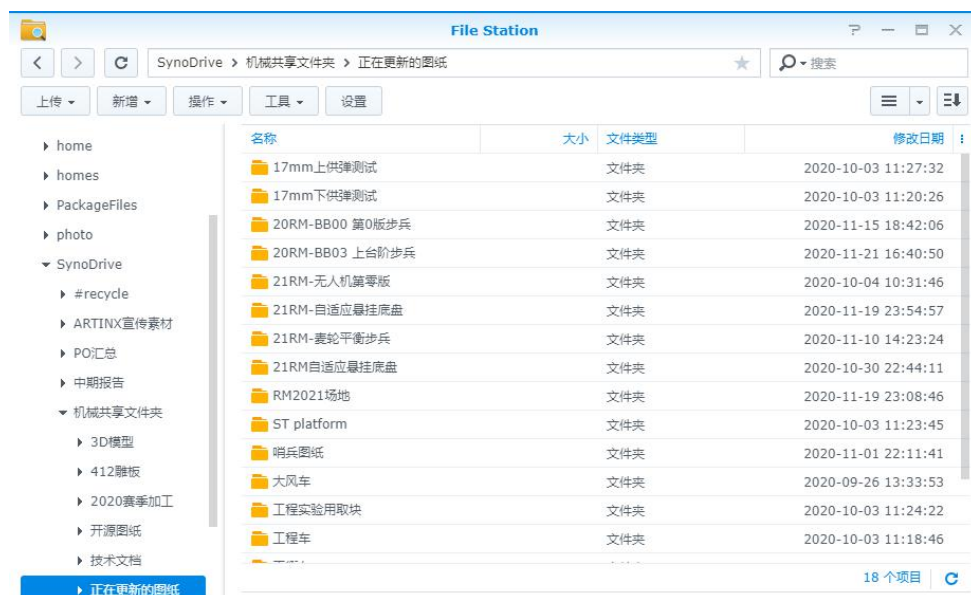 File Station
SynoDrive > 机械共享文件夹 > 正在更新的图纸
搜索
上传 新增 操作 工具 设置
home
homes
PackageFiles
photo
SynoDrive
#recycle
ARTINX宣传素材
PO汇总
中期报告
机械共享文件夹
3D模型
412雕板
2020赛季加工
开源图纸
技术文档
正在更新的图纸
名称 大小 文件类型 修改日期
17mm上供弹测试 文件夹 2020-10-03 11:27:32
17mm下供弹测试 文件夹 2020-10-03 11:20:26
20RM-BB00 第0版步兵 文件夹 2020-11-15 18:42:06
20RM-BB03 上台阶步兵 文件夹 2020-11-21 16:40:50
21RM-无人机第零版 文件夹 2020-10-04 10:31:46
21RM-自适应悬挂底盘 文件夹 2020-11-19 23:54:57
21RM-麦轮平衡步兵 文件夹 2020-11-10 14:23:24
21RM自适应悬挂底盘 文件夹 2020-10-30 22:44:11
RM2021场地 文件夹 2020-11-19 23:08:46
ST platform 文件夹 2020-10-03 11:23:45
哨兵图纸 文件夹 2020-11-01 22:11:41
大风车 文件夹 2020-09-26 13:33:53
工程实验用取块 文件夹 2020-10-03 11:24:22
工程车 文件夹 2020-10-03 11:18:46
18 个项目